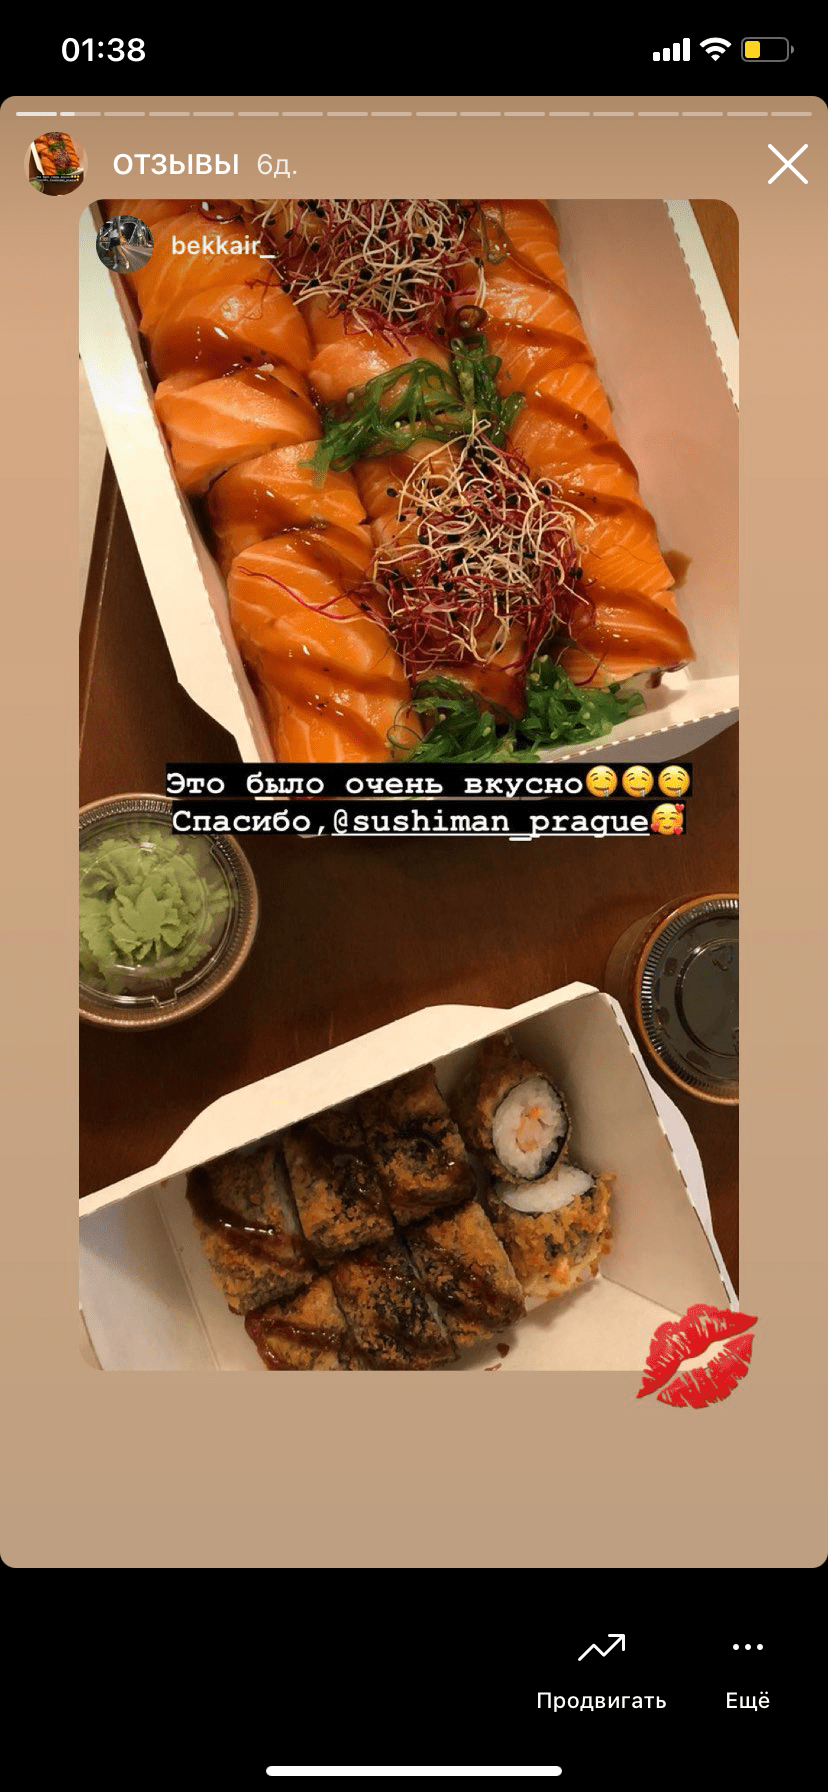 01:38
ОТЗЫВЫ 6д.
bekkair_
Это было очень вкусно🤤🤤🤤
Спасибо,@sushiman_prague🥰
Продвигать
Ещё